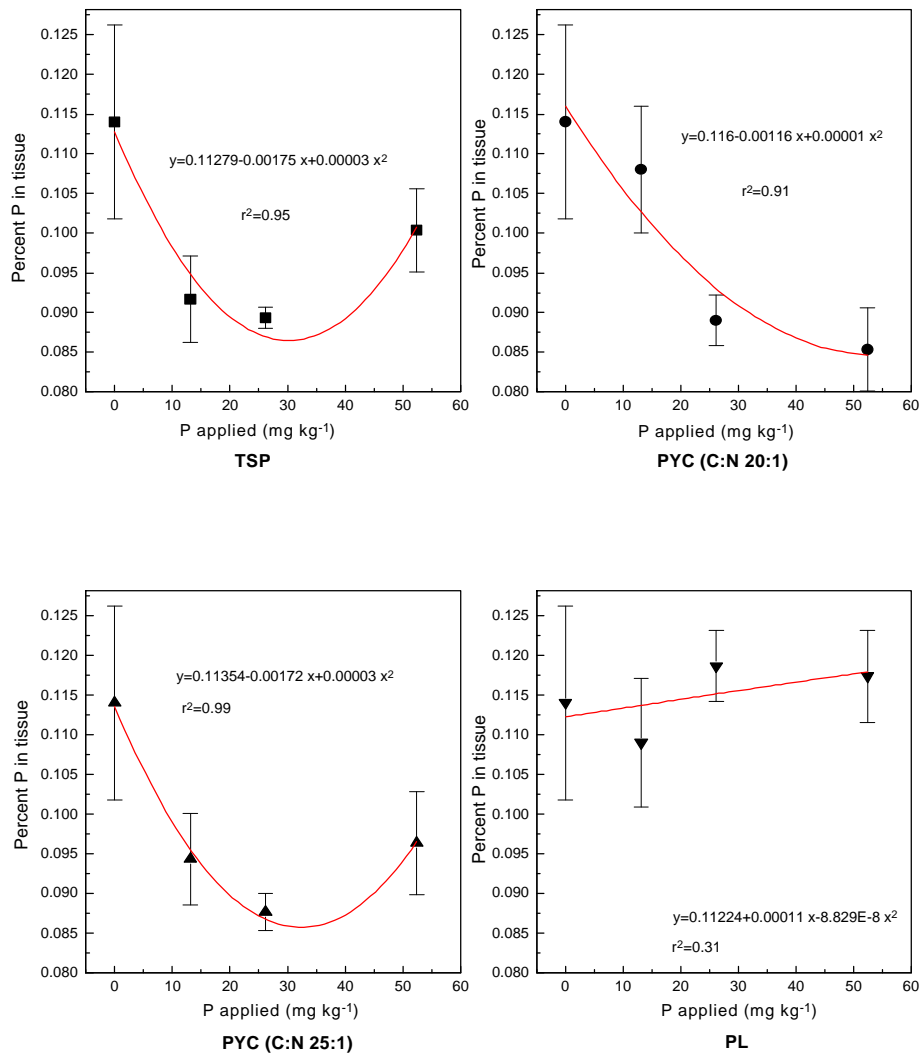 0.125
0.120
0.115
0.110
0.105
0.100
0.095
0.090
0.085
0.080
Percent P in tissue
y=0.11279-0.00175 x+0.00003 x²
r²=0.95
0 10 20 30 40 50 60
P applied (mg kg⁻¹)
TSP
0.125
0.120
0.115
0.110
0.105
0.100
0.095
0.090
0.085
0.080
Percent P in tissue
y=0.116-0.00116 x+0.00001 x²
r²=0.91
0 10 20 30 40 50 60
P applied (mg kg⁻¹)
PYC (C:N 20:1)
0.125
0.120
0.115
0.110
0.105
0.100
0.095
0.090
0.085
0.080
Percent P in tissue
y=0.11354-0.00172 x+0.00003 x²
r²=0.99
0 10 20 30 40 50 60
P applied (mg kg⁻¹)
PYC (C:N 25:1)
0.125
0.120
0.115
0.110
0.105
0.100
0.095
0.090
0.085
0.080
Percent P in tissue
y=0.11224+0.00011 x-8.829E-8 x²
r²=0.31
0 10 20 30 40 50 60
P applied (mg kg⁻¹)
PL